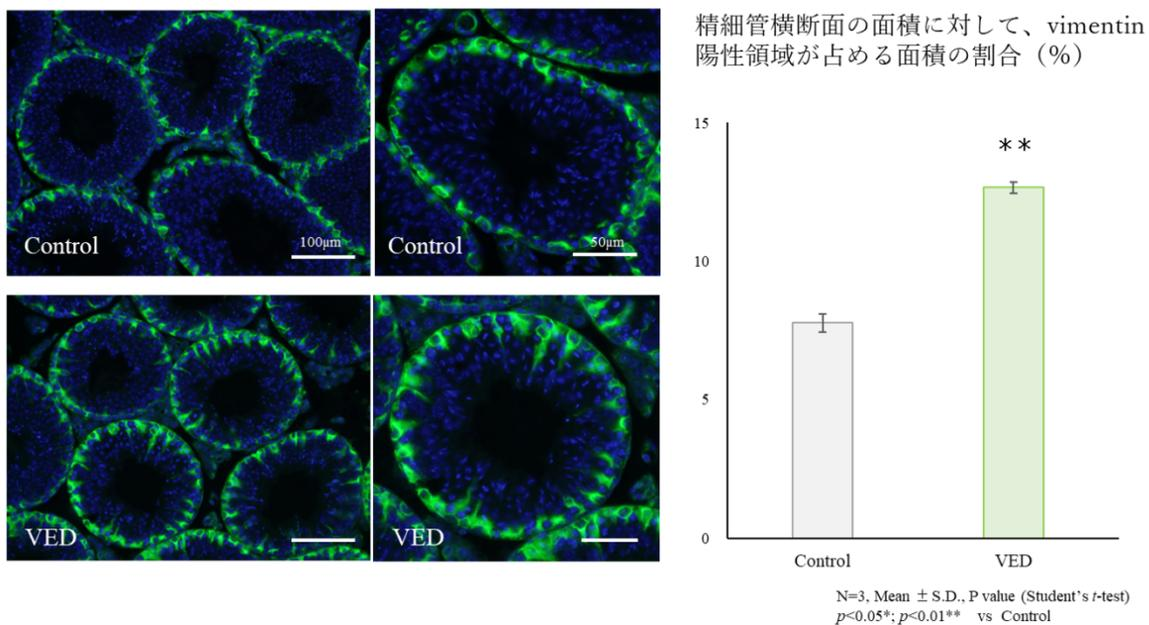 Control
100μm
Control
50μm
VED
VED
精細管横断面の面積に対して、vimentin
陽性領域が占める面積の割合（%）
15
10
5
0
**
Control
VED
N=3, Mean ± S.D., P value (Student's t-test)
p<0.05*; p<0.01** vs Control